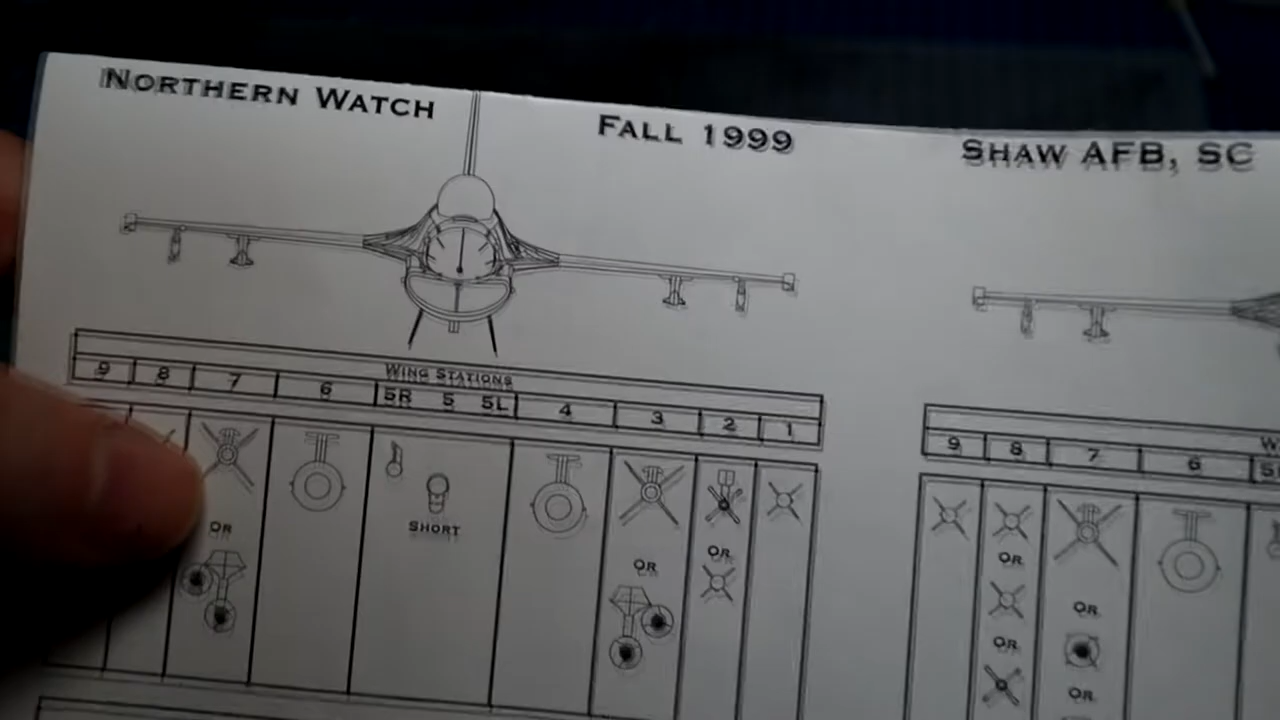 NORTHERN WATCH
FALL 1999
SHAW AFB, SC
WING STATIONS
9 8 7 6 5R 5 5L 4 3 2 1
SHORT
OR
OR
OR
9 8 7 6
OR
OR
OR
OR